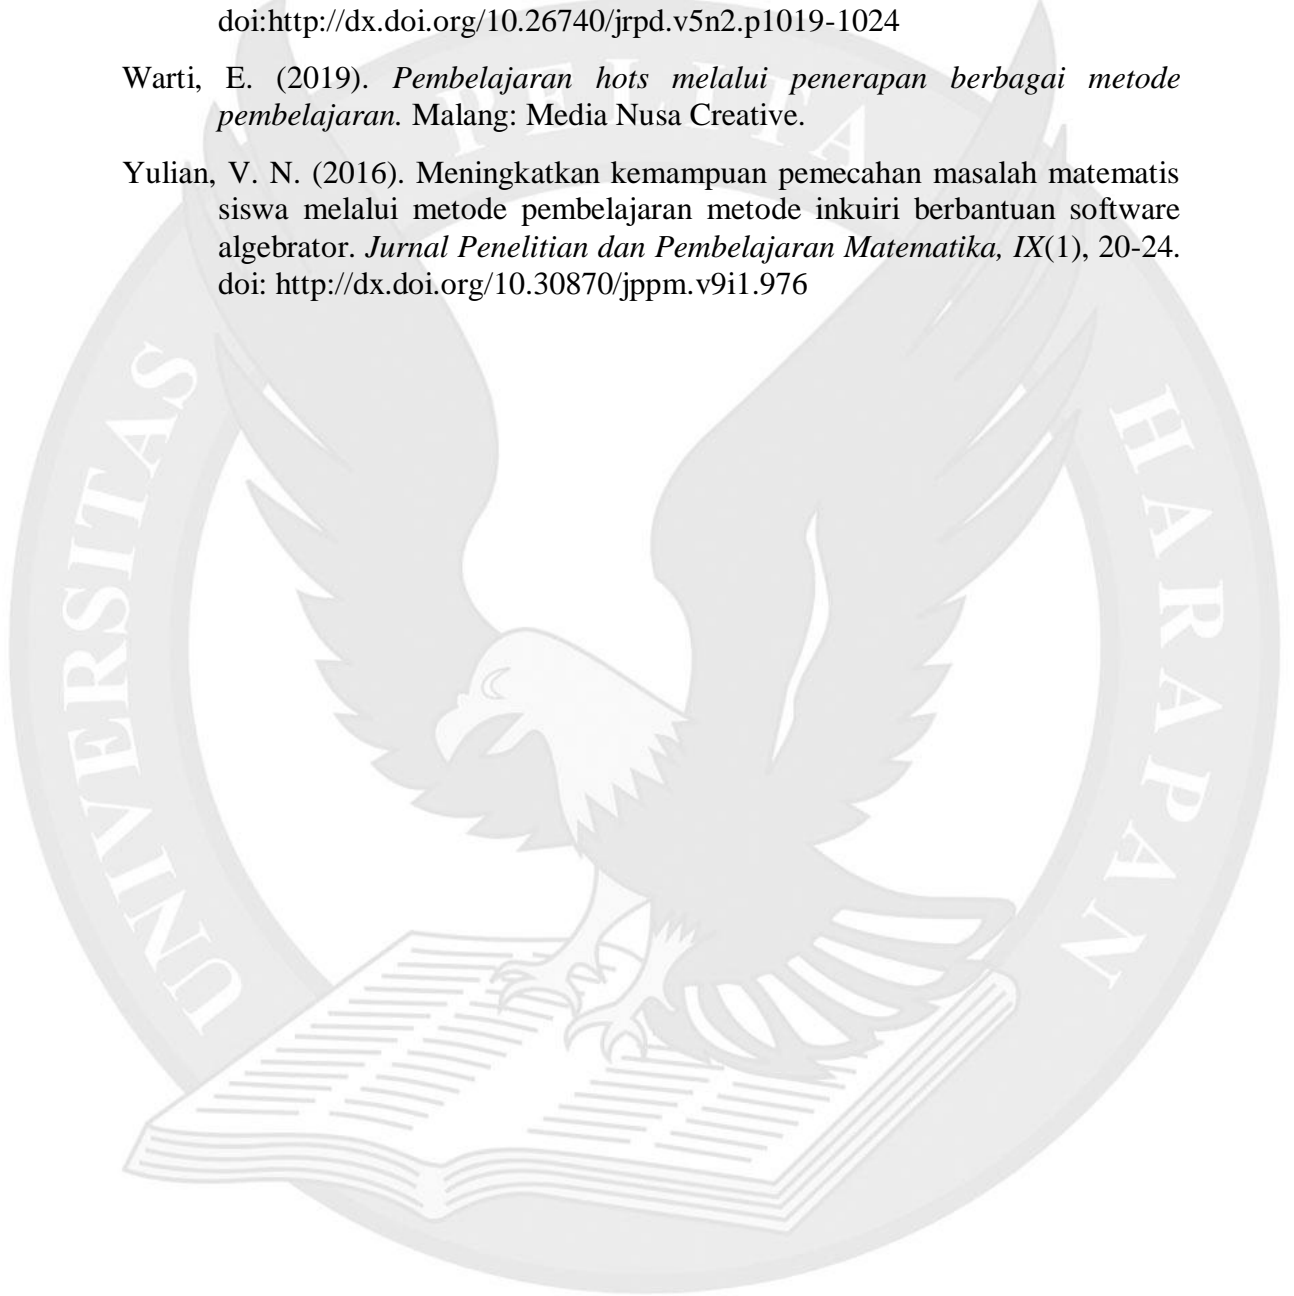 doi:http://dx.doi.org/10.26740/jrpd.v5n2.p1019-1024
Warti, E. (2019). Pembelajaran hots melalui penerapan berbagai metode
pembelajaran. Malang: Media Nusa Creative.
Yulian, V. N. (2016). Meningkatkan kemampuan pemecahan masalah matematis
siswa melalui metode pembelajaran metode inkuiri berbantuan software
algebrator. Jurnal Penelitian dan Pembelajaran Matematika, IX(1), 20-24.
doi: http://dx.doi.org/10.30870/jppm.v9i1.976
UNIVERSITAS
PELITA
HARAPAN